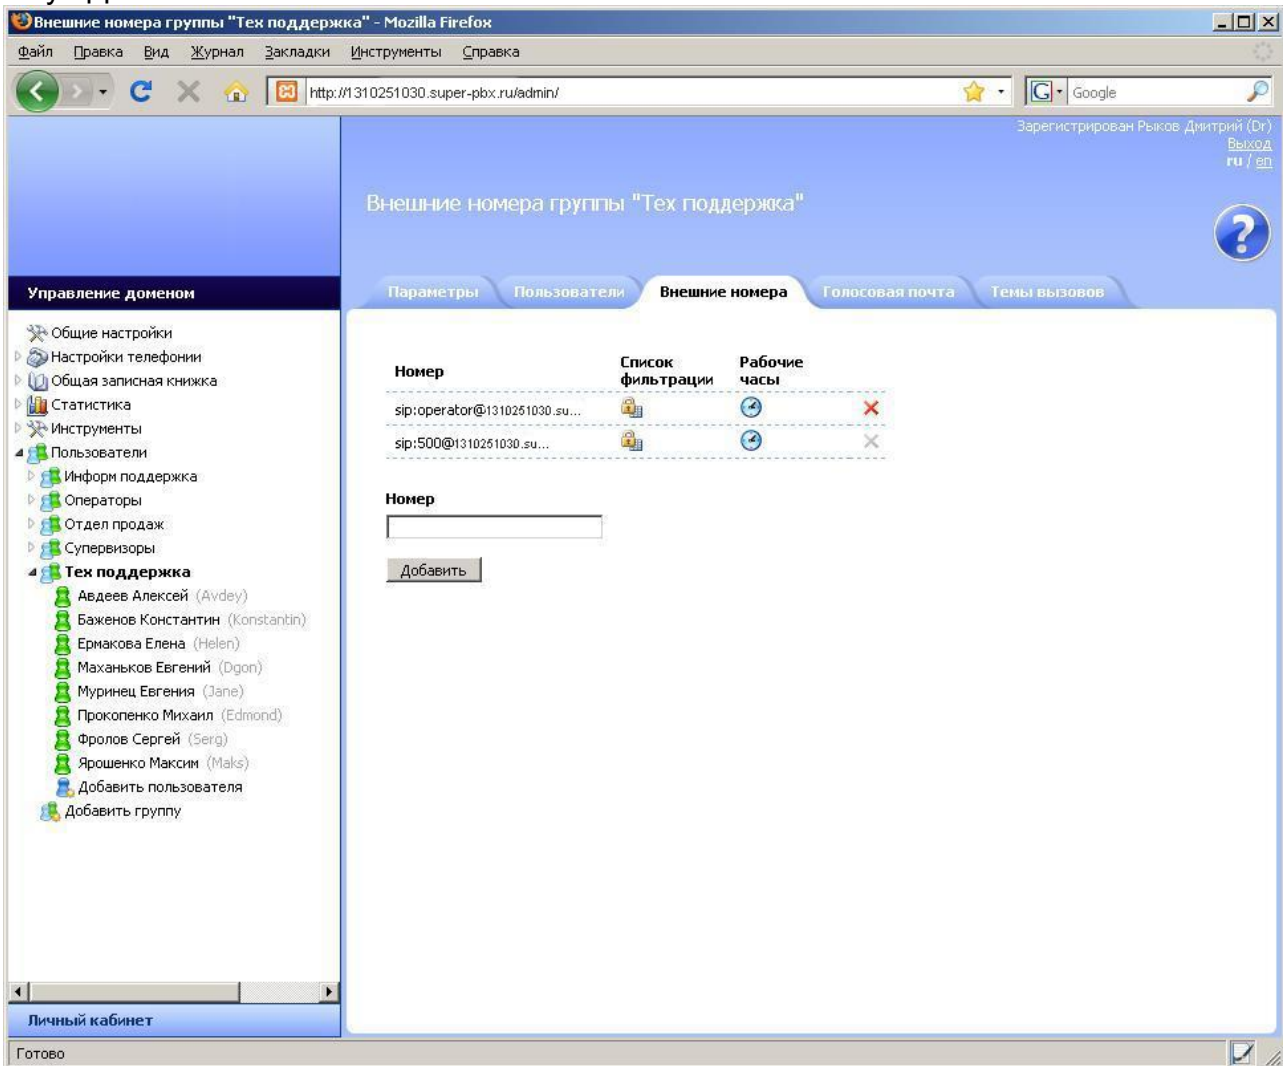 Внешние номера группы "Тех поддержка" - Mozilla Firefox
Файл Правка Вид Журнал Закладки Инструменты Справка
http://1310251030.super-pbx.ru/admin/
Google
Зарегистрирован Рыков Дмитрий (Dr)
Выход
ru / en
Внешние номера группы "Тех поддержка"
?
Управление доменом
Параметры Пользователи Внешние номера Голосовая почта Темы вызовов
Общие настройки
Настройки телефонии
Общая записная книжка
Статистика
Инструменты
Пользователи
Информ поддержка
Операторы
Отдел продаж
Супервизоры
Тех поддержка
Авдеев Алексей (Avdey)
Баженов Константин (Konstantin)
Ермакова Елена (Helen)
Маханьков Евгений (Dgon)
Муринец Евгения (Jane)
Прокопенко Михаил (Edmond)
Фролов Сергей (Serg)
Ярошенко Максим (Maks)
Добавить пользователя
Добавить группу
Номер
Список фильтрации
Рабочие часы
sip:operator@1310251030.su...
sip:500@1310251030.su...
Номер
Добавить
Личный кабинет
Готово